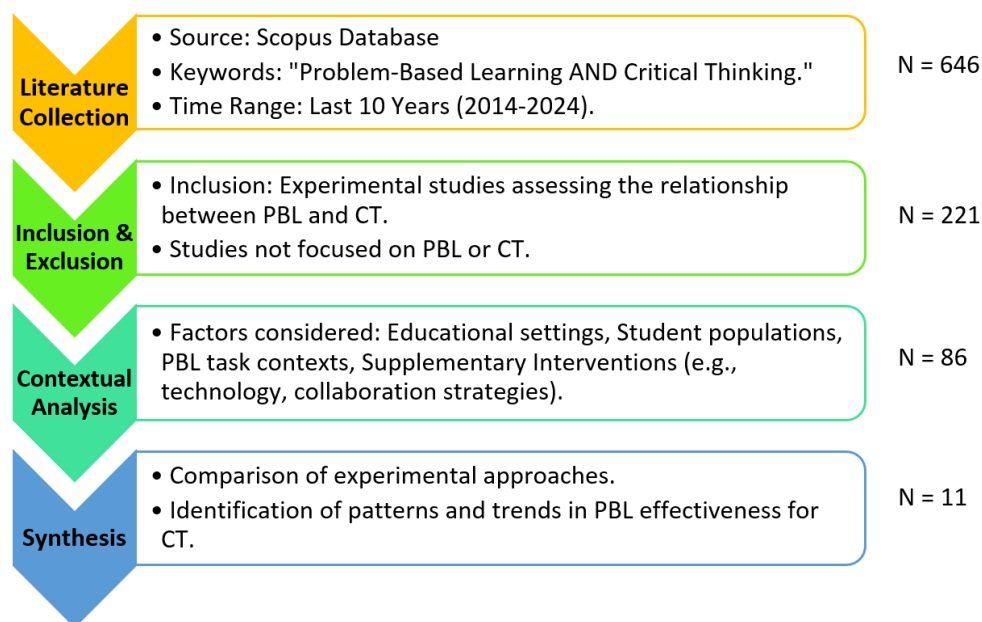 Literature
Collection
• Source: Scopus Database
• Keywords: "Problem-Based Learning AND Critical Thinking."
• Time Range: Last 10 Years (2014-2024).
N = 646
Inclusion &
Exclusion
• Inclusion: Experimental studies assessing the relationship
between PBL and CT.
• Studies not focused on PBL or CT.
N = 221
Contextual
Analysis
• Factors considered: Educational settings, Student populations,
PBL task contexts, Supplementary Interventions (e.g.,
technology, collaboration strategies).
N = 86
Synthesis
• Comparison of experimental approaches.
• Identification of patterns and trends in PBL effectiveness for
CT.
N = 11